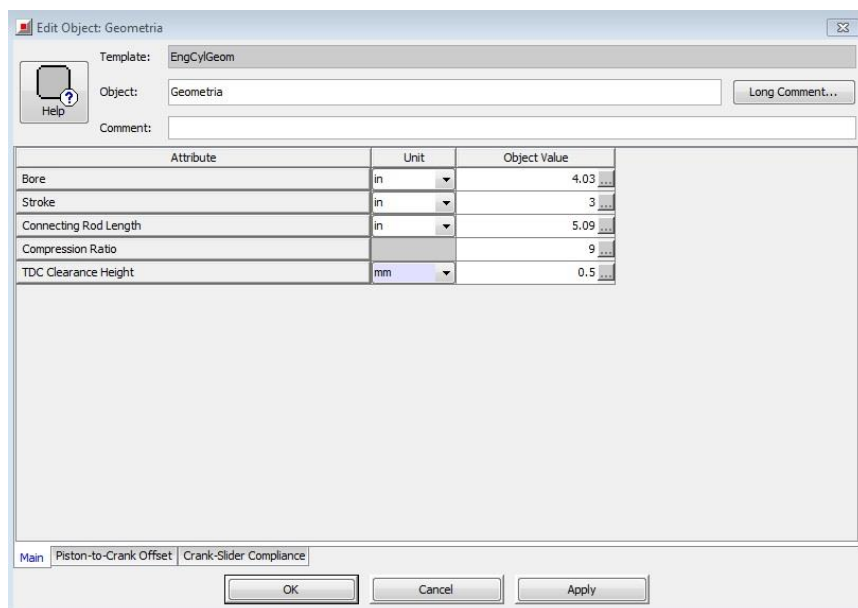 Edit Object: Geometria
Template: EngCylGeom
Help
Object: Geometria Long Comment...
Comment:
Attribute Unit Object Value
Bore in 4.03 ...
Stroke in 3 ...
Connecting Rod Length in 5.09 ...
Compression Ratio 9 ...
TDC Clearance Height mm 0.5 ...
Main Piston-to-Crank Offset Crank-Slider Compliance
OK Cancel Apply